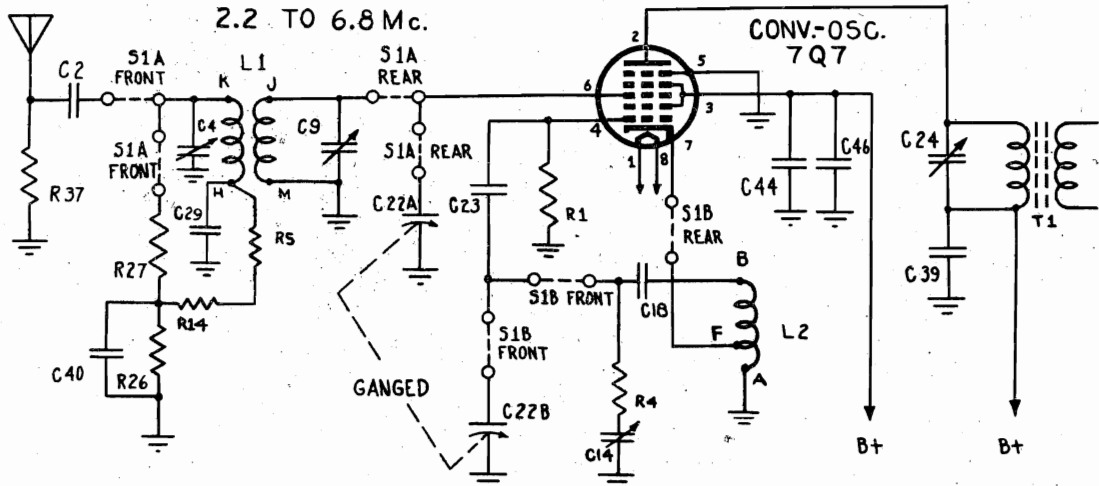 2.2 TO 6.8 Mc.
CONV.-OSC.
7Q7
C2
S1A
FRONT
L1
K
J
S1A
REAR
2
5
6
3
4
1
8
7
C4
C9
S1A
FRONT
S1A
REAR
R37
H
M
C29
R5
R27
R14
C40
R26
C22A
C23
R1
S1B
REAR
C44
C46
C24
T1
C39
S1B FRONT
C18
B
F
L2
A
S1B
FRONT
GANGED
C22B
R4
C14
B+
B+